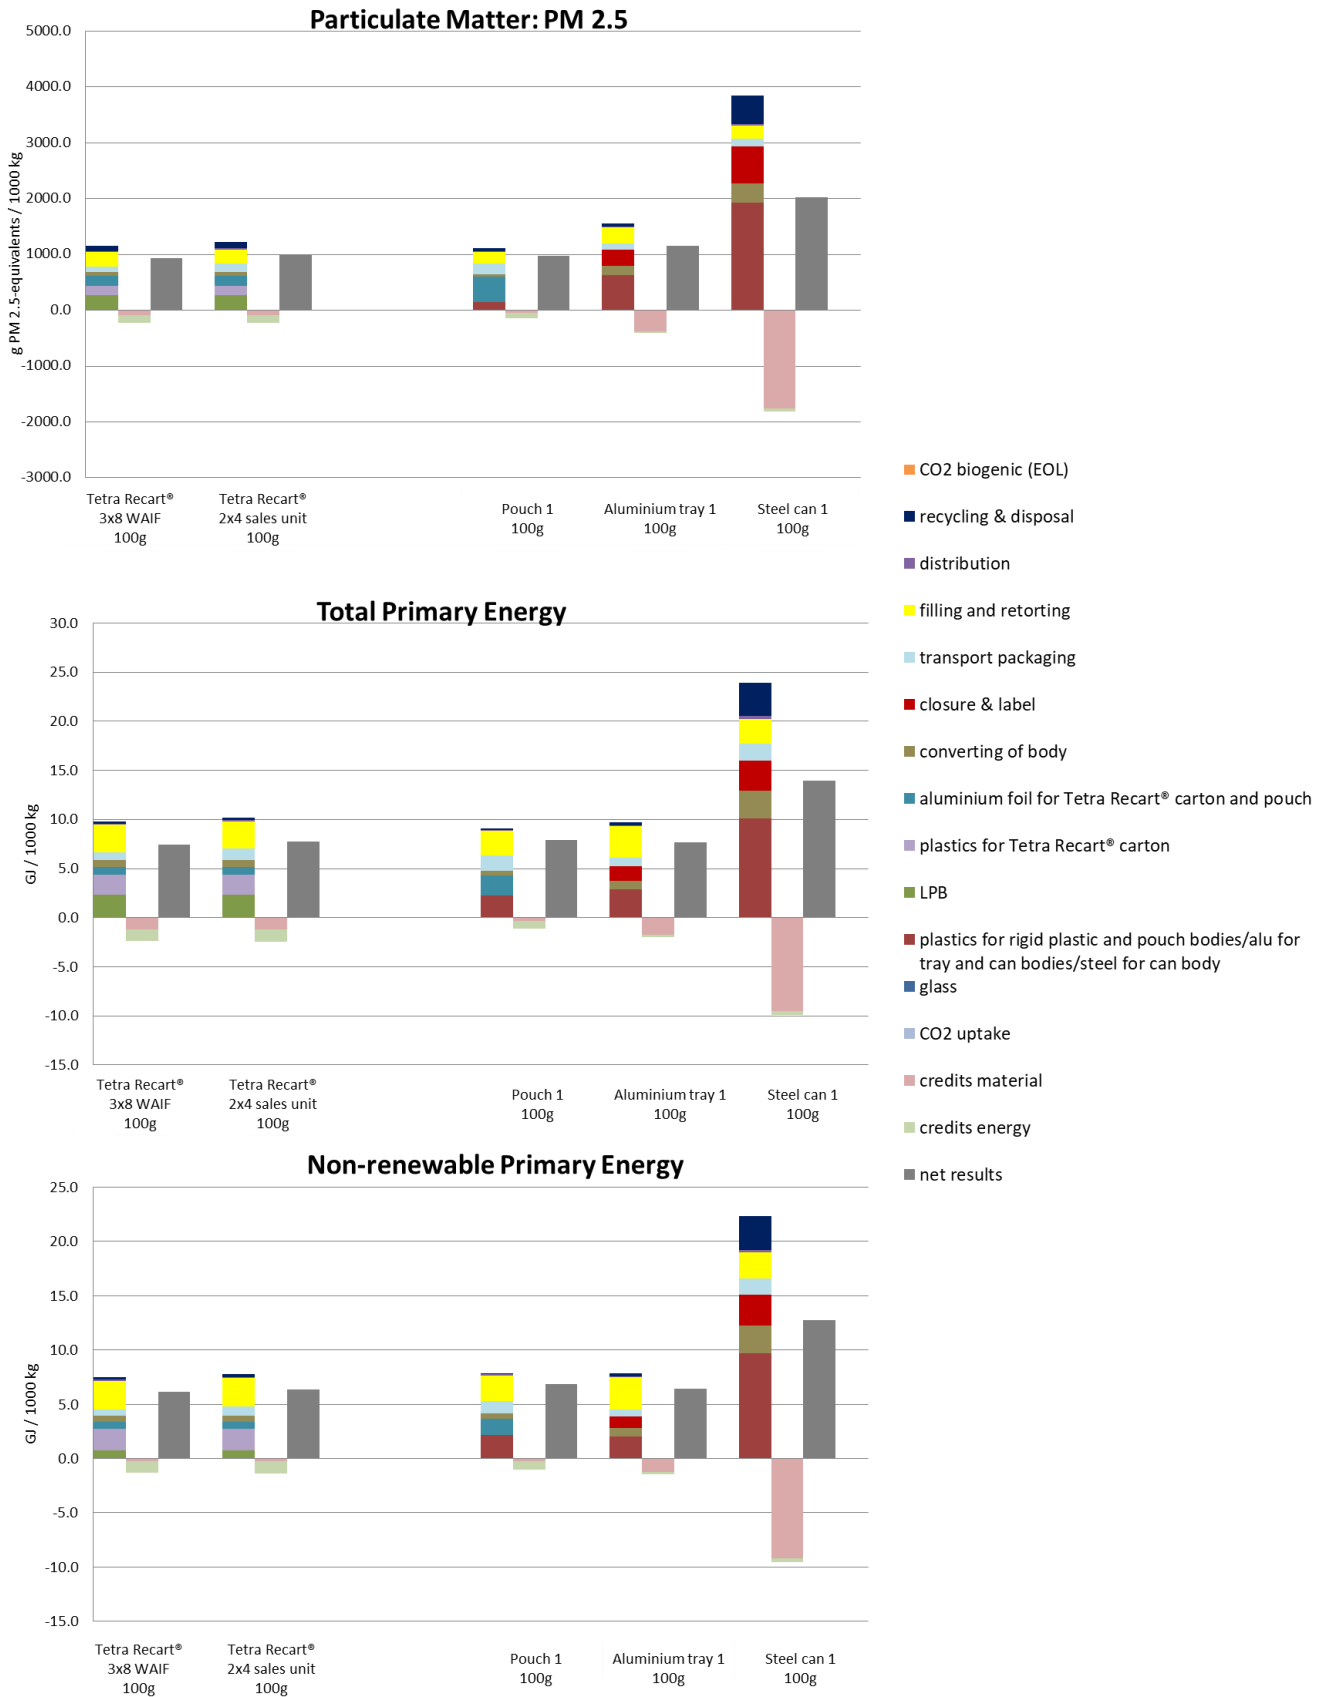 Particulate Matter: PM 2.5
5000.0
4000.0
3000.0
2000.0
1000.0
0.0
-1000.0
-2000.0
-3000.0
g PM 2.5-equivalents / 1000 kg
Tetra Recart®
3x8 WAIF
100g
Tetra Recart®
2x4 sales unit
100g
Pouch 1
100g
Aluminium tray 1
100g
Steel can 1
100g
Total Primary Energy
30.0
25.0
20.0
15.0
10.0
5.0
0.0
-5.0
-10.0
-15.0
GJ / 1000 kg
Tetra Recart®
3x8 WAIF
100g
Tetra Recart®
2x4 sales unit
100g
Pouch 1
100g
Aluminium tray 1
100g
Steel can 1
100g
Non-renewable Primary Energy
25.0
20.0
15.0
10.0
5.0
0.0
-5.0
-10.0
-15.0
GJ / 1000 kg
Tetra Recart®
3x8 WAIF
100g
Tetra Recart®
2x4 sales unit
100g
Pouch 1
100g
Aluminium tray 1
100g
Steel can 1
100g
CO2 biogenic (EOL)
recycling & disposal
distribution
filling and retorting
transport packaging
closure & label
converting of body
aluminium foil for Tetra Recart® carton and pouch
plastics for Tetra Recart® carton
LPB
plastics for rigid plastic and pouch bodies/alu for
tray and can bodies/steel for can body
glass
CO2 uptake
credits material
credits energy
net results